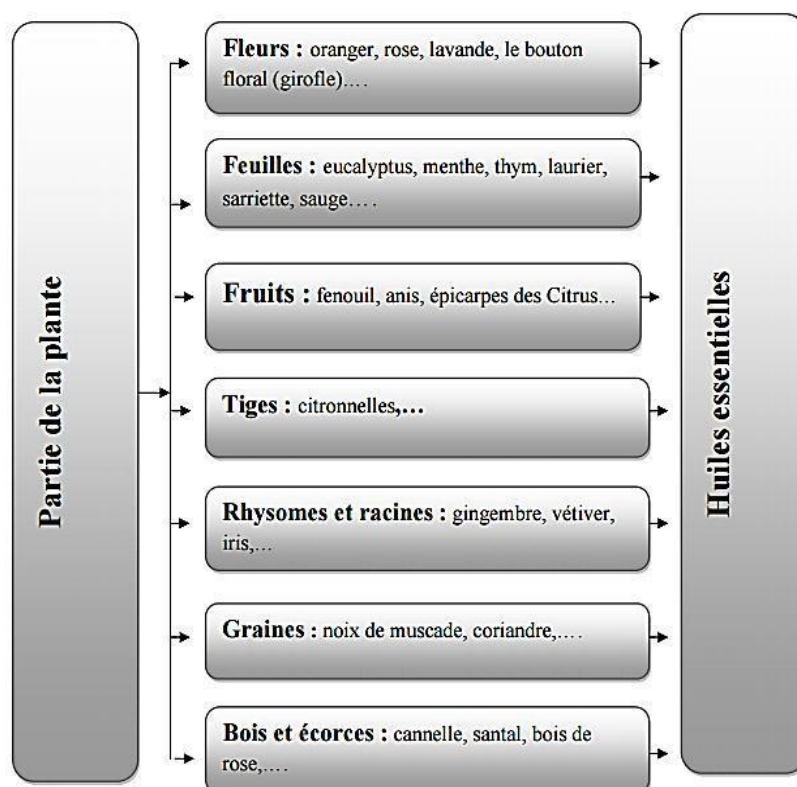 Partie de la plante
Fleurs : oranger, rose, lavande, le bouton
floral (girofle)….
Feuilles : eucalyptus, menthe, thym, laurier,
sarriette, sauge….
Fruits : fenouil, anis, épicarpes des Citrus…
Tiges : citronnelles,…
Rhysomes et racines : gingembre, vétiver,
iris,…
Graines : noix de muscade, coriandre,….
Bois et écorces : cannelle, santal, bois de
rose,….
Huiles essentielles